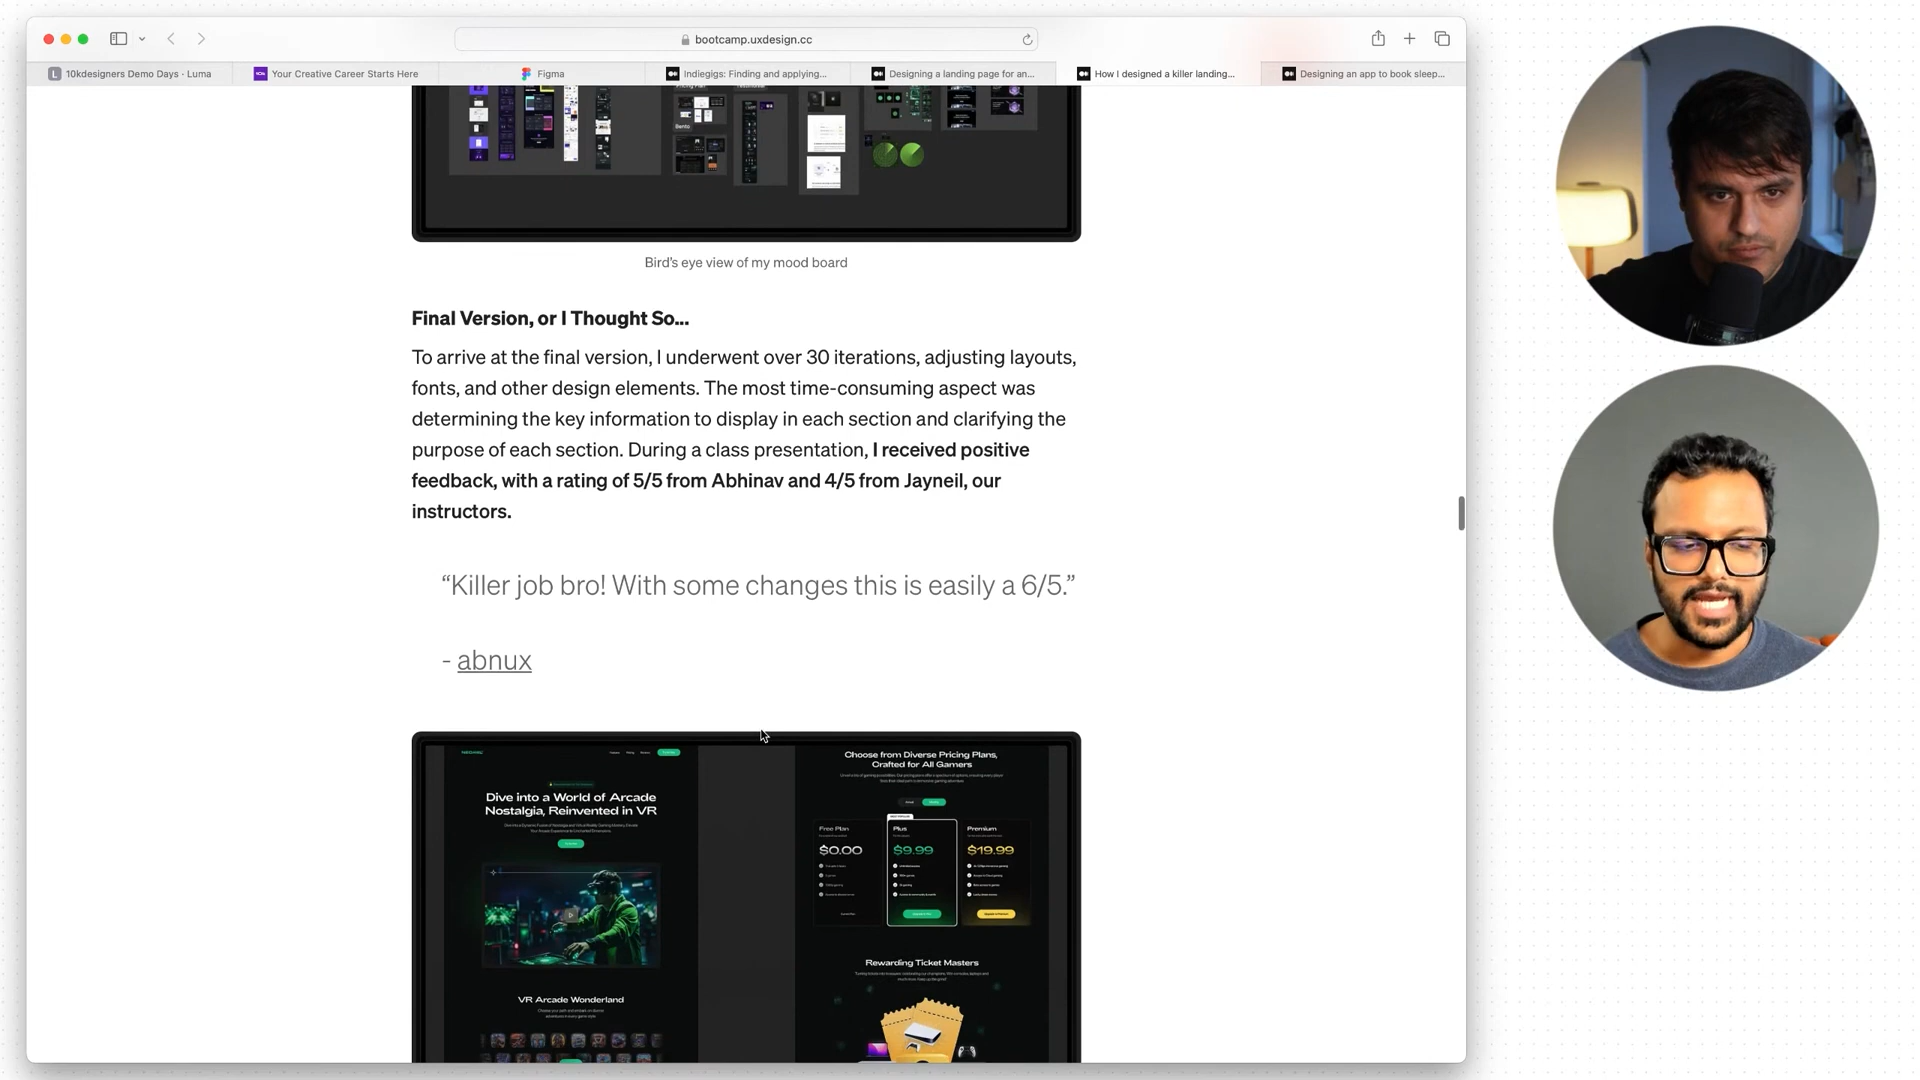 bootcamp.uxdesign.cc
L 10kdesigners Demo Days · Luma
Your Creative Career Starts Here
Figma
Indiegigs: Finding and applying...
Designing a landing page for an...
How I designed a killer landing...
Designing an app to book sleep...
Bento
Bird's eye view of my mood board
Final Version, or I Thought So...
To arrive at the final version, I underwent over 30 iterations, adjusting layouts,
fonts, and other design elements. The most time-consuming aspect was
determining the key information to display in each section and clarifying the
purpose of each section. During a class presentation, I received positive
feedback, with a rating of 5/5 from Abhinav and 4/5 from Jayneil, our
instructors.
“Killer job bro! With some changes this is easily a 6/5.”
- abnux
Dive into a World of Arcade
Nostalgia, Reinvented in VR
VR Arcade Wonderland
Choose from Diverse Pricing Plans,
Crafted for All Gamers
Free Plan
$0.00
Plus
$9.99
Premium
$19.99
Rewarding Ticket Masters